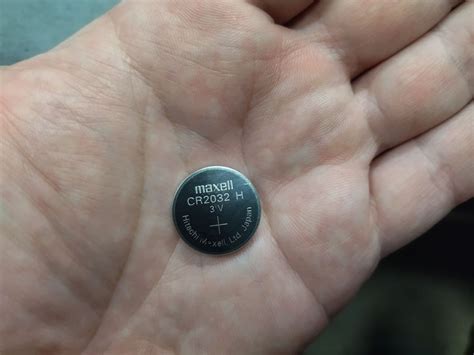 maxell
CR2032 H
3V
+
Hitachi Maxell Ltd Japan